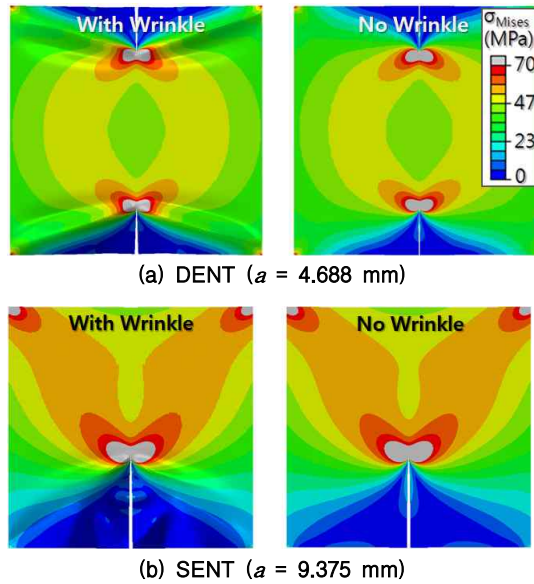 With Wrinkle
No Wrinkle
σMises
(MPa)
70
47
23
0
(a) DENT (a = 4.688 mm)
With Wrinkle
No Wrinkle
(b) SENT (a = 9.375 mm)